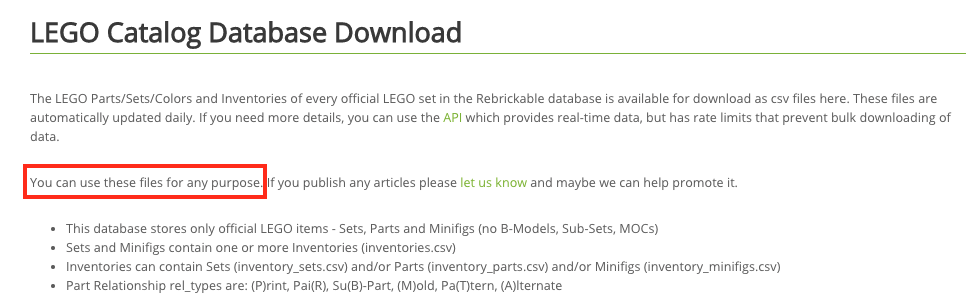 LEGO Catalog Database Download
The LEGO Parts/Sets/Colors and Inventories of every official LEGO set in the Rebrickable database is available for download as csv files here. These files are
automatically updated daily. If you need more details, you can use the API which provides real-time data, but has rate limits that prevent bulk downloading of
data.
You can use these files for any purpose. If you publish any articles please let us know and maybe we can help promote it.
• This database stores only official LEGO items - Sets, Parts and Minifigs (no B-Models, Sub-Sets, MOCs)
• Sets and Minifigs contain one or more Inventories (inventories.csv)
• Inventories can contain Sets (inventory_sets.csv) and/or Parts (inventory_parts.csv) and/or Minifigs (inventory_minifigs.csv)
• Part Relationship rel_types are: (P)rint, Pai(R), Su(B)-Part, (M)old, Pa(T)tern, (A)lternate